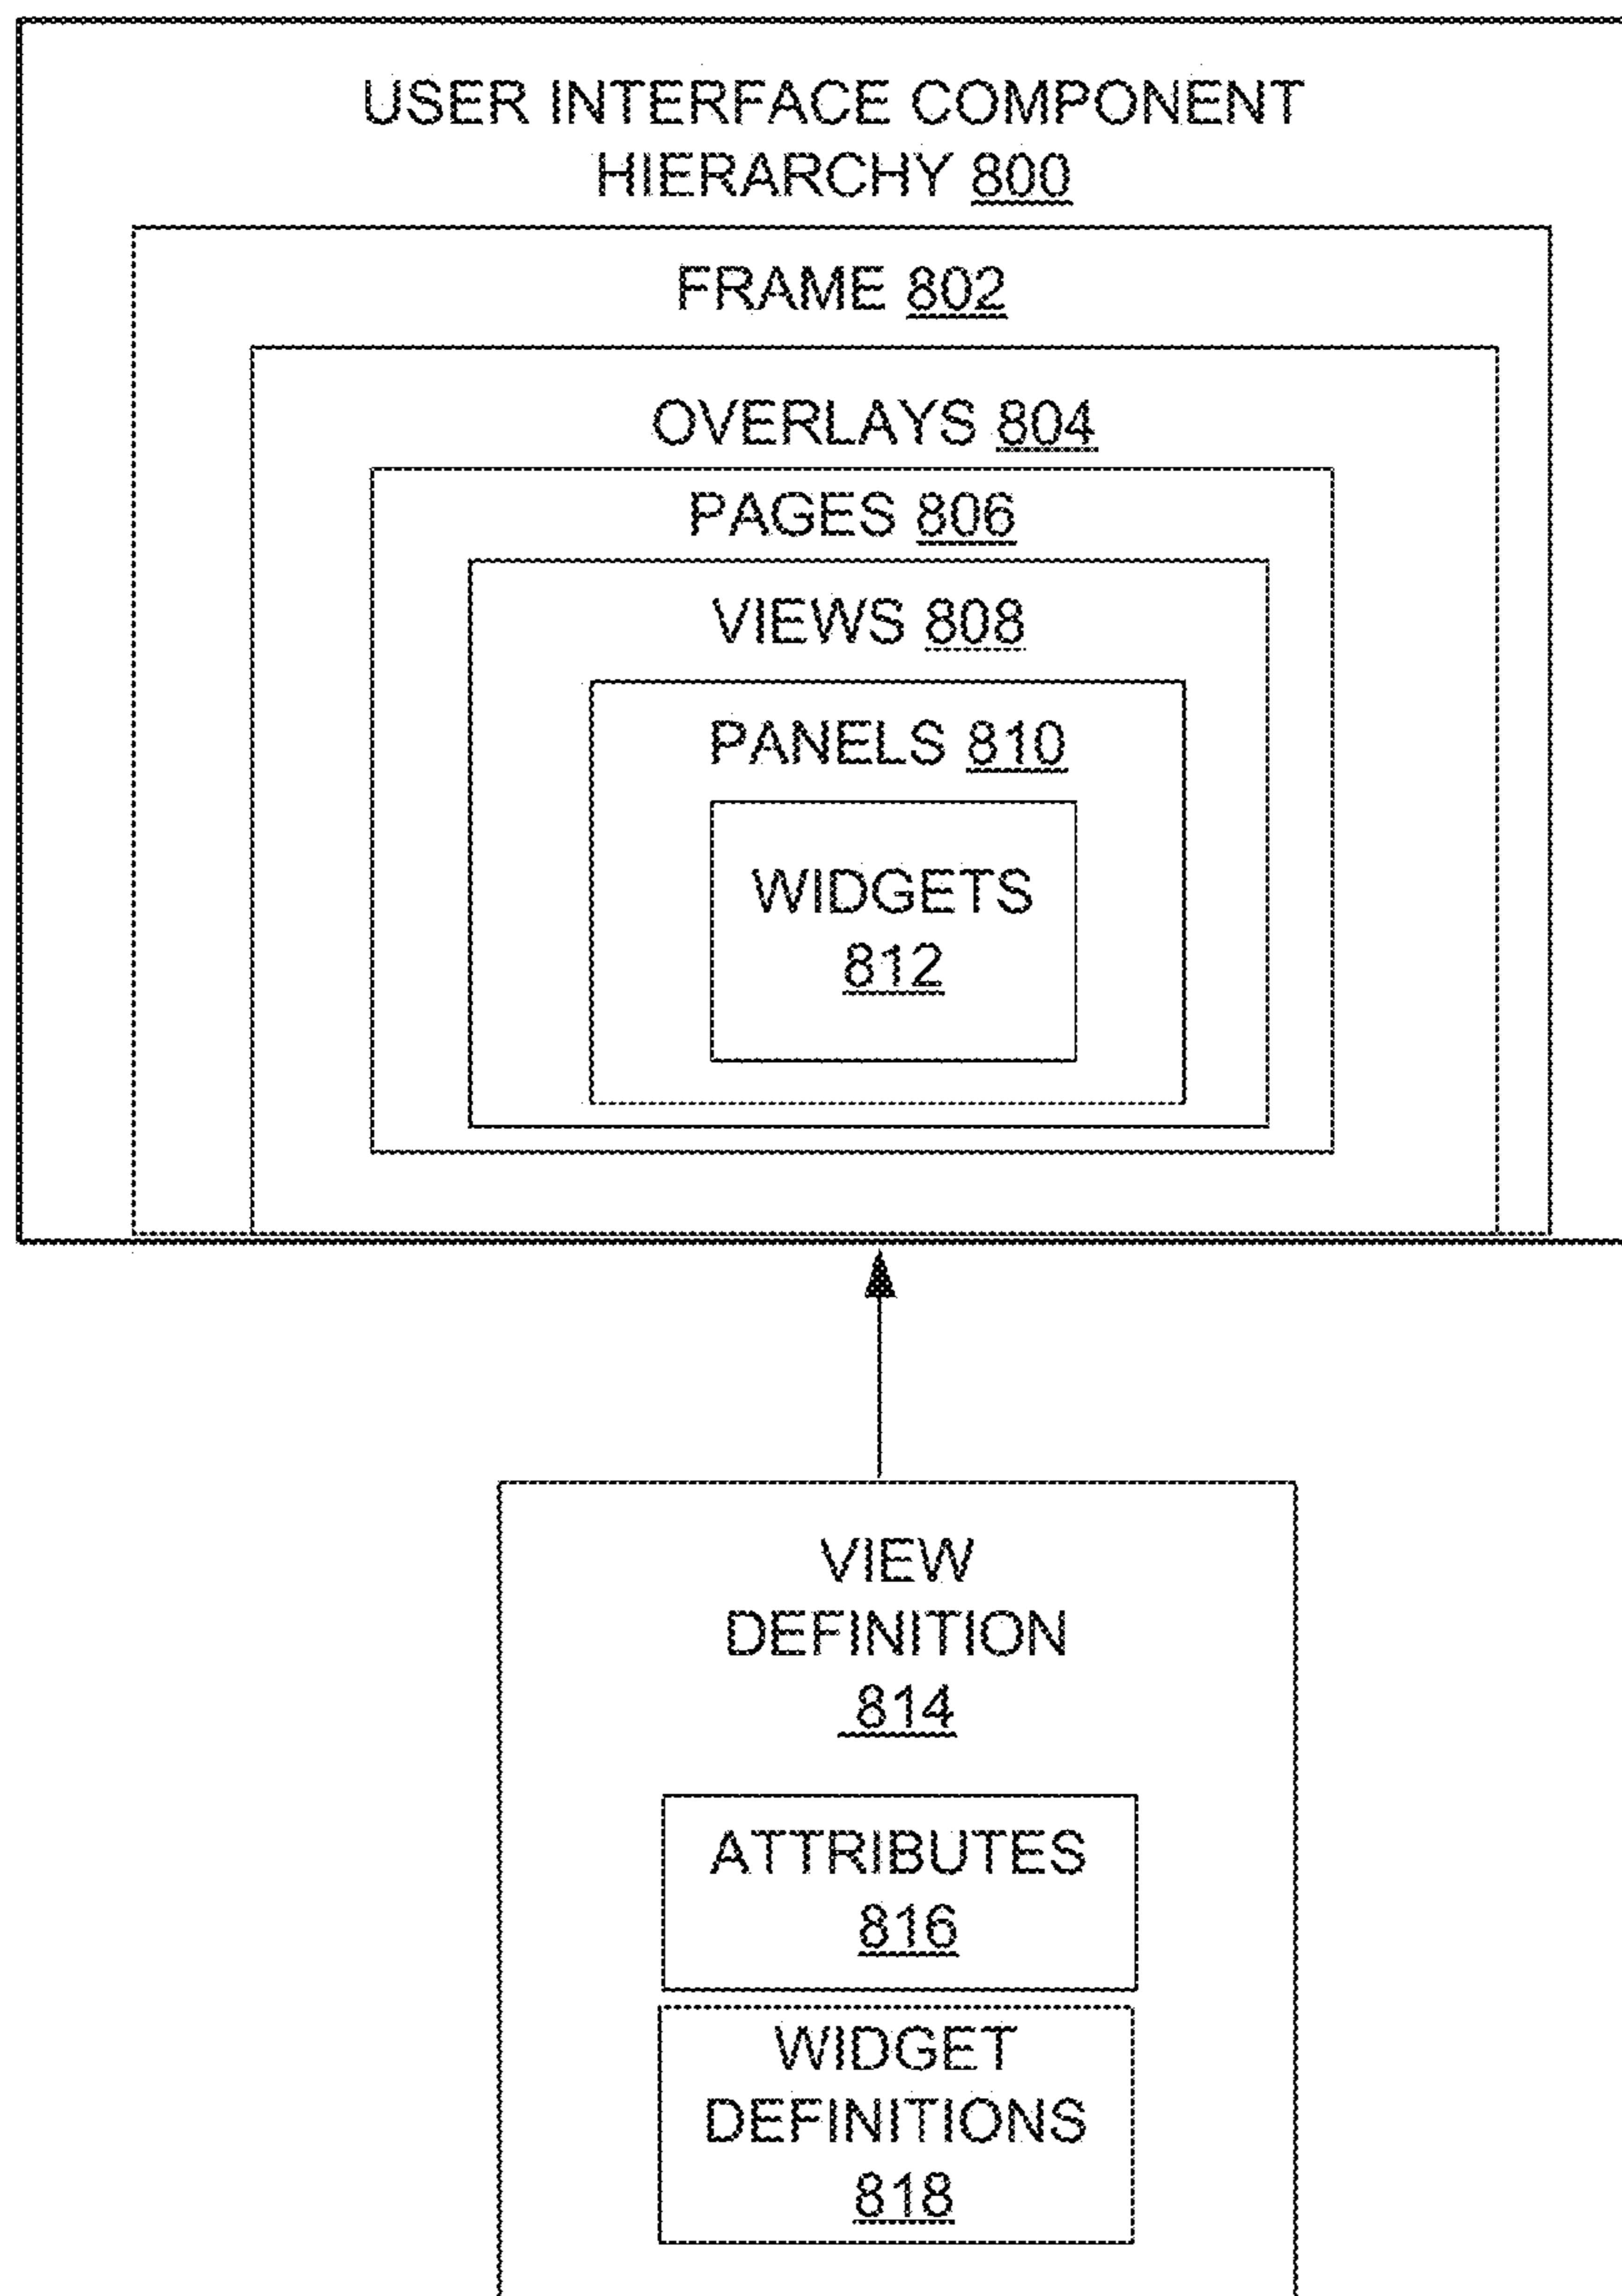 USER INTERFACE COMPONENT
HIERARCHY 800
FRAME 802
OVERLAYS 804
PAGES 806
VIEWS 808
PANELS 810
WIDGETS
812
VIEW
DEFINITION
814
ATTRIBUTES
816
WIDGET
DEFINITIONS
818